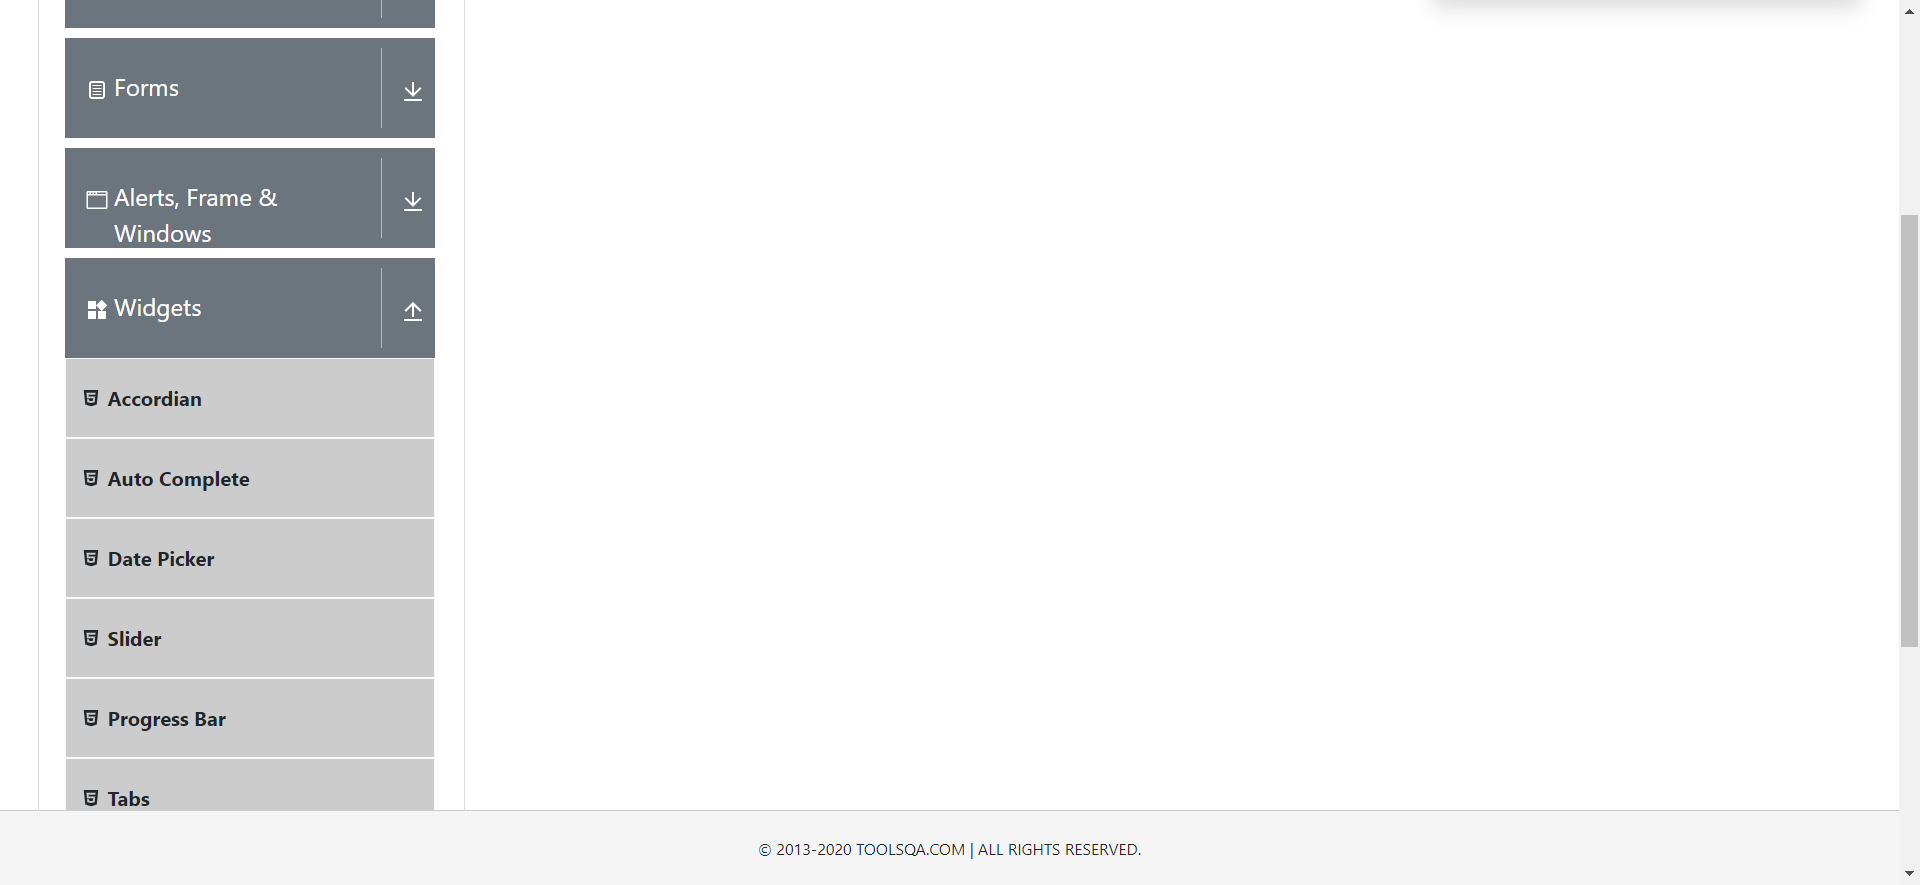 Forms
Alerts, Frame &
Windows
Widgets
Accordian
Auto Complete
Date Picker
Slider
Progress Bar
Tabs
© 2013-2020 TOOLSQA.COM | ALL RIGHTS RESERVED.